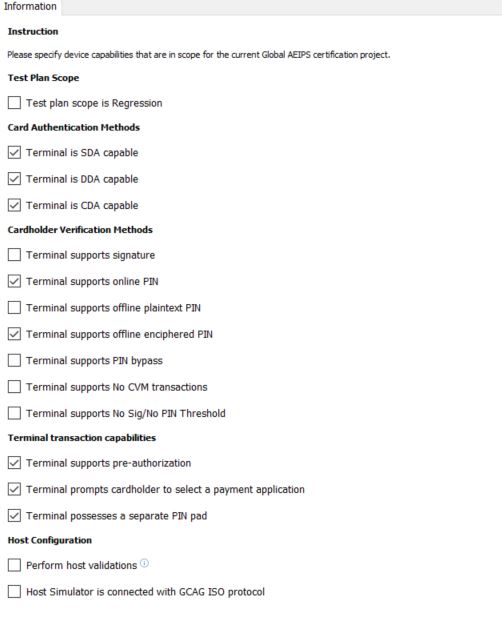 Information
Instruction
Please specify device capabilities that are in scope for the current Global AEIPS certification project.
Test Plan Scope
Test plan scope is Regression
Card Authentication Methods
Terminal is SDA capable
Terminal is DDA capable
Terminal is CDA capable
Cardholder Verification Methods
Terminal supports signature
Terminal supports online PIN
Terminal supports offline plaintext PIN
Terminal supports offline enciphered PIN
Terminal supports PIN bypass
Terminal supports No CVM transactions
Terminal supports No Sig/No PIN Threshold
Terminal transaction capabilities
Terminal supports pre-authorization
Terminal prompts cardholder to select a payment application
Terminal possesses a separate PIN pad
Host Configuration
Perform host validations
Host Simulator is connected with GCAG ISO protocol